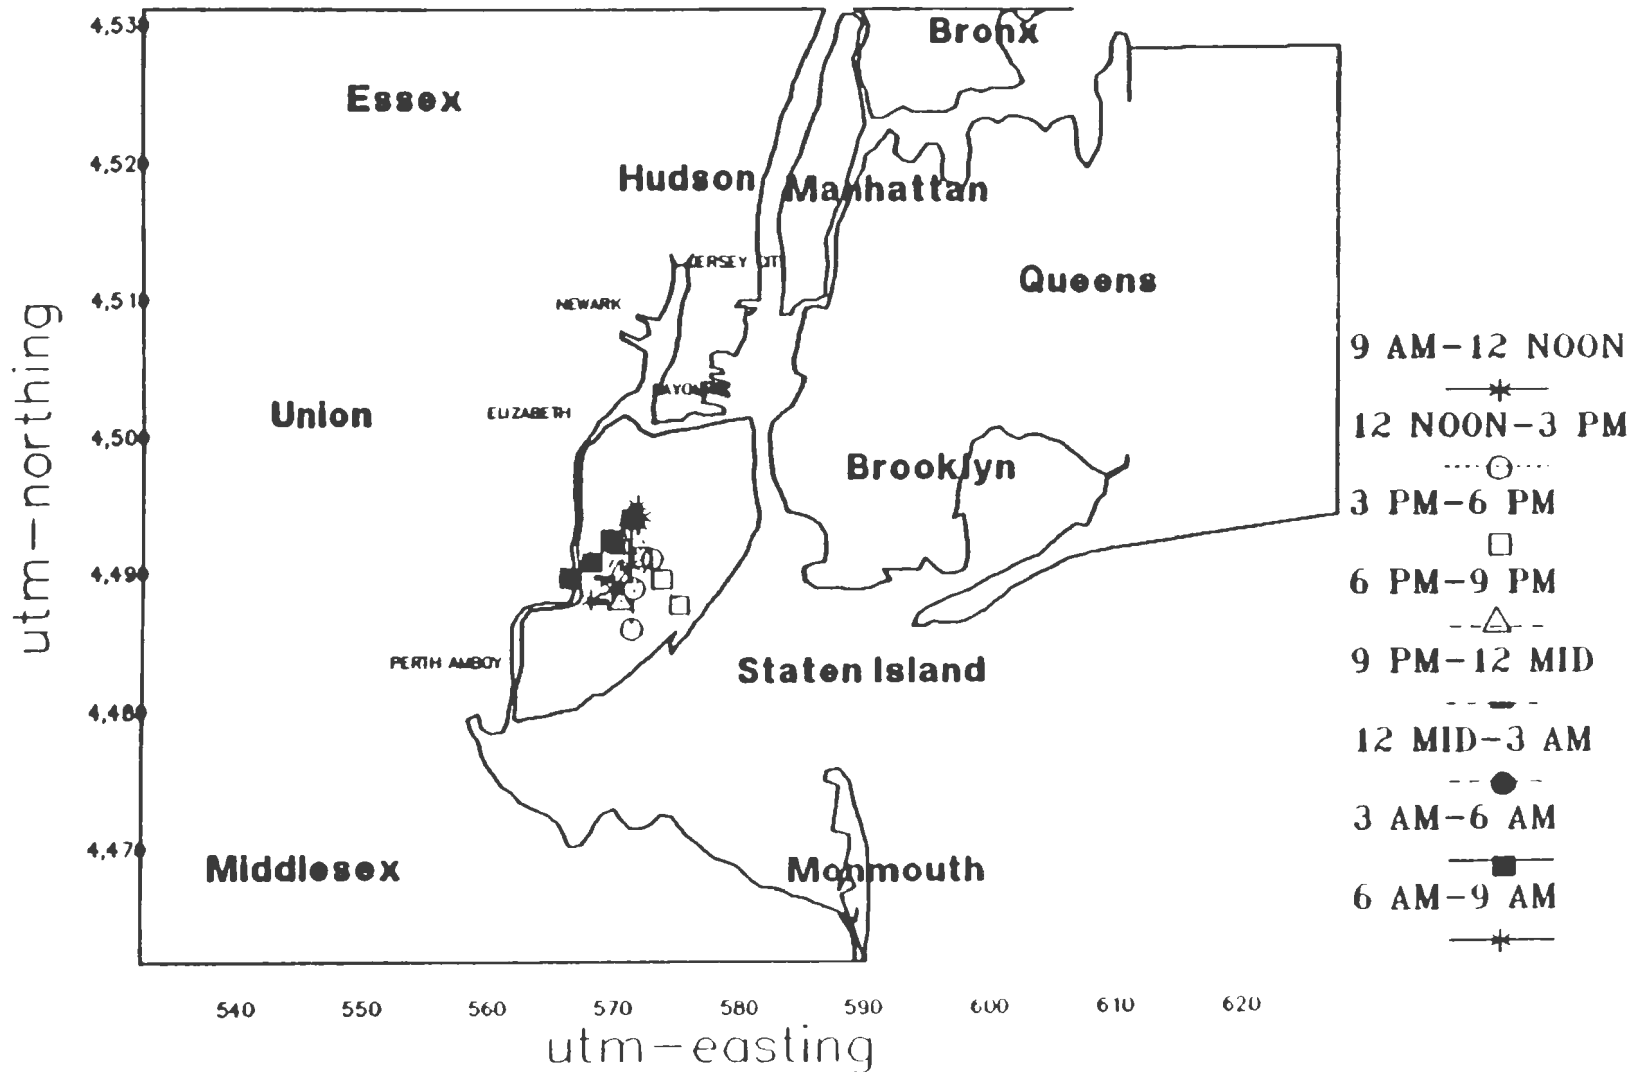 4,530
Bronx
Essex
4,520
Hudson
Manhattan
JERSEY CIT
Queens
NEWARK
4,510
9 AM-12 NOON
Union
ELIZABETH
12 NOON-3 PM
4,500
Brooklyn
3 PM-6 PM
4,490
6 PM-9 PM
PERTH AMBOY
Staten Island
9 PM-12 MID
4,480
12 MID-3 AM
3 AM-6 AM
4,470
Middlesex
Monmouth
6 AM-9 AM
540 550 560 570 580 590 600 610 620
utm-easting
utm-northing